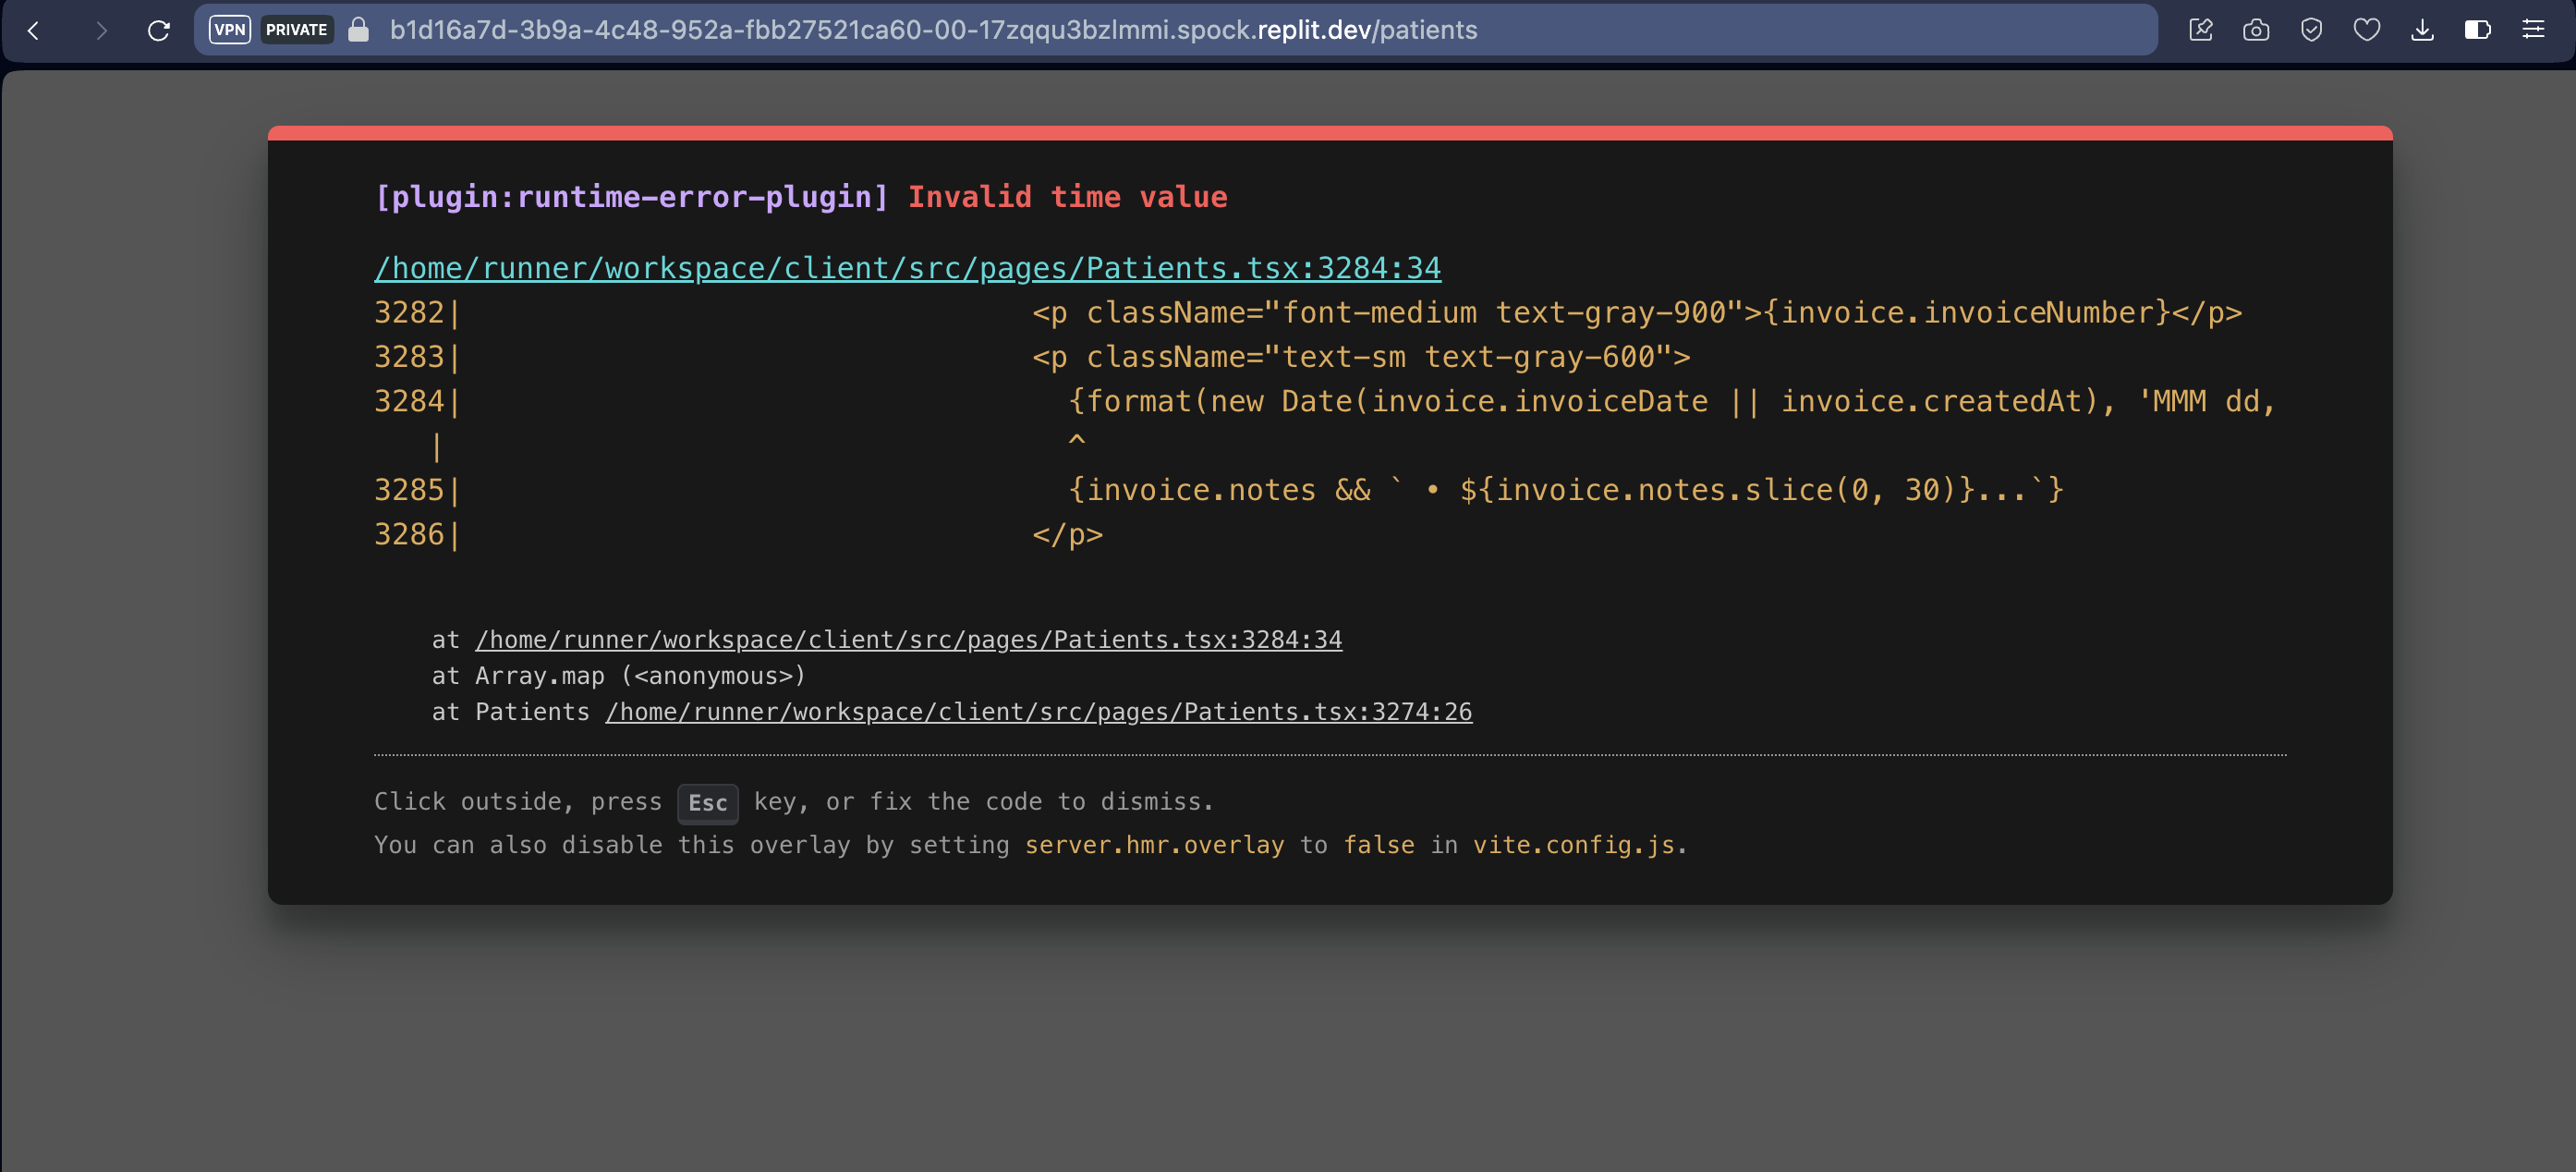 VPN PRIVATE b1d16a7d-3b9a-4c48-952a-fbb27521ca60-00-17zqqu3bzlmmi.spock.replit.dev/patients
[plugin:runtime-error-plugin] Invalid time value
/home/runner/workspace/client/src/pages/Patients.tsx:3284:34
3282| <p className="font-medium text-gray-900">{invoice.invoiceNumber}</p>
3283| <p className="text-sm text-gray-600">
3284| {format(new Date(invoice.invoiceDate || invoice.createdAt), 'MMM dd,
| ^
3285| {invoice.notes && ` • ${invoice.notes.slice(0, 30)}...`}
3286| </p>
at /home/runner/workspace/client/src/pages/Patients.tsx:3284:34
at Array.map (<anonymous>)
at Patients /home/runner/workspace/client/src/pages/Patients.tsx:3274:26
Click outside, press Esc key, or fix the code to dismiss.
You can also disable this overlay by setting server.hmr.overlay to false in vite.config.js.